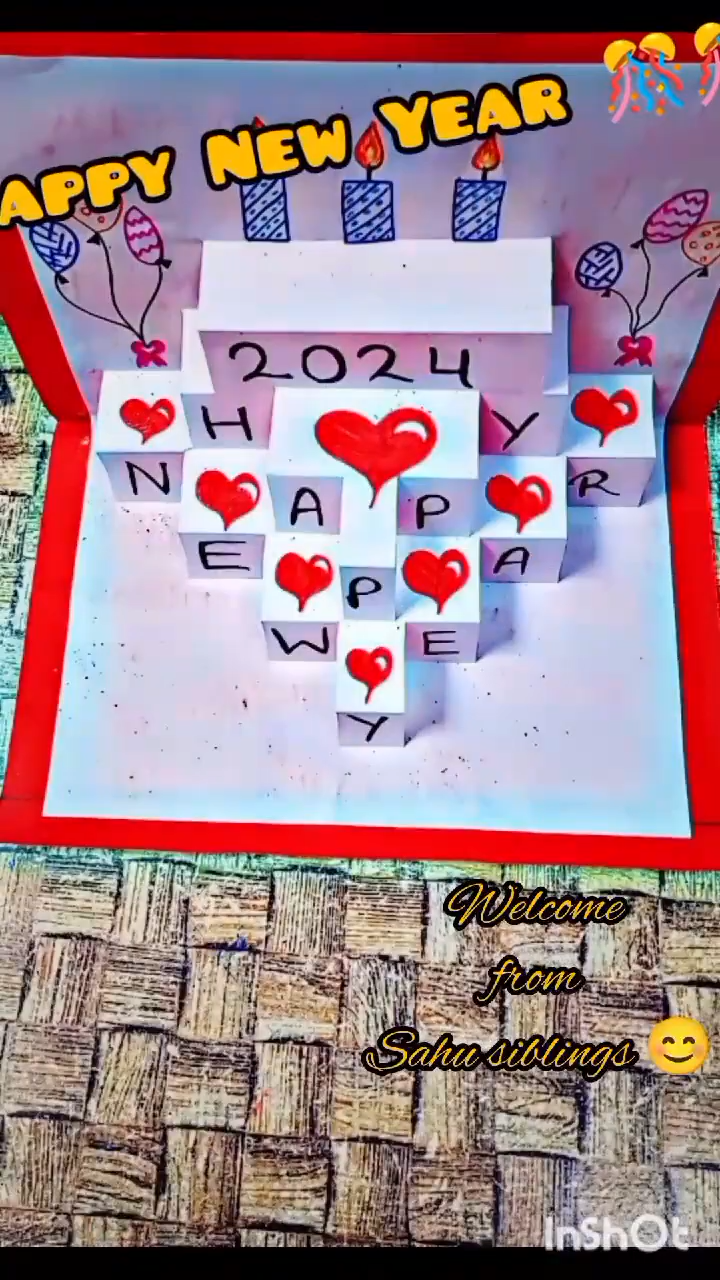 APPY NEW YEAR
2024
H Y
N A P R
E P A
W E
Y
Welcome
from
Sahu siblings 😊
InShOt